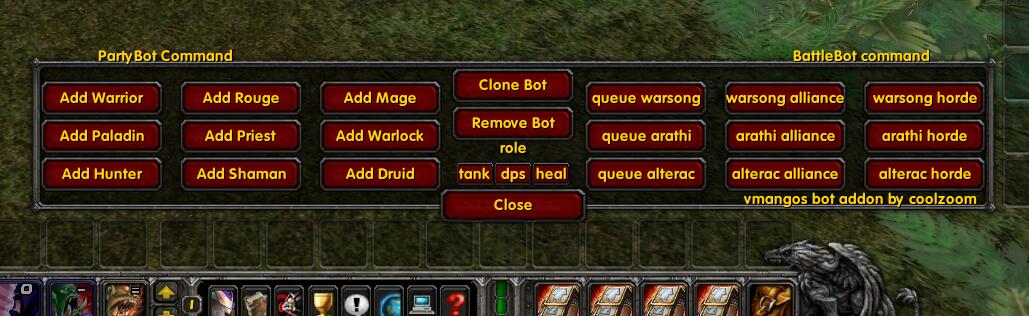 PartyBot Command
BattleBot command
Add Warrior
Add Rouge
Add Mage
Clone Bot
queue warsong
warsong alliance
warsong horde
Add Paladin
Add Priest
Add Warlock
Remove Bot
queue arathi
arathi alliance
arathi horde
role
Add Hunter
Add Shaman
Add Druid
tank dps heal
queue alterac
alterac alliance
alterac horde
Close
vmangos bot addon by coolzoom
1